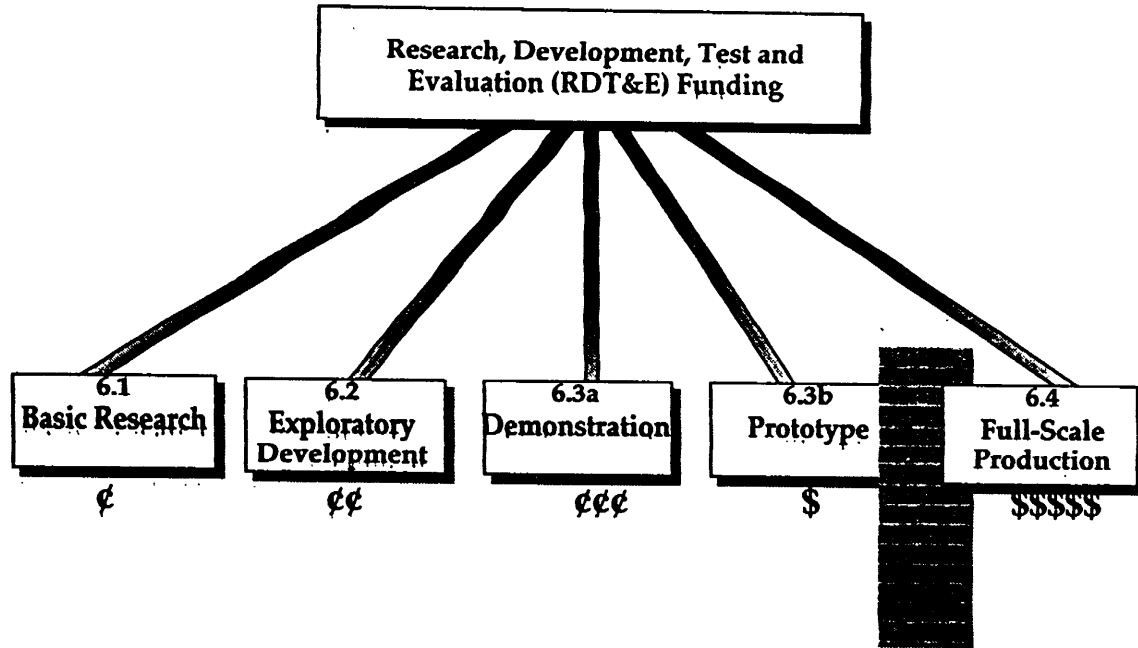 Research, Development, Test and
Evaluation (RDT&E) Funding
6.1
Basic Research
¢
6.2
Exploratory
Development
¢¢
6.3a
Demonstration
¢¢¢
6.3b
Prototype
$
6.4
Full-Scale
Production
$$$$$